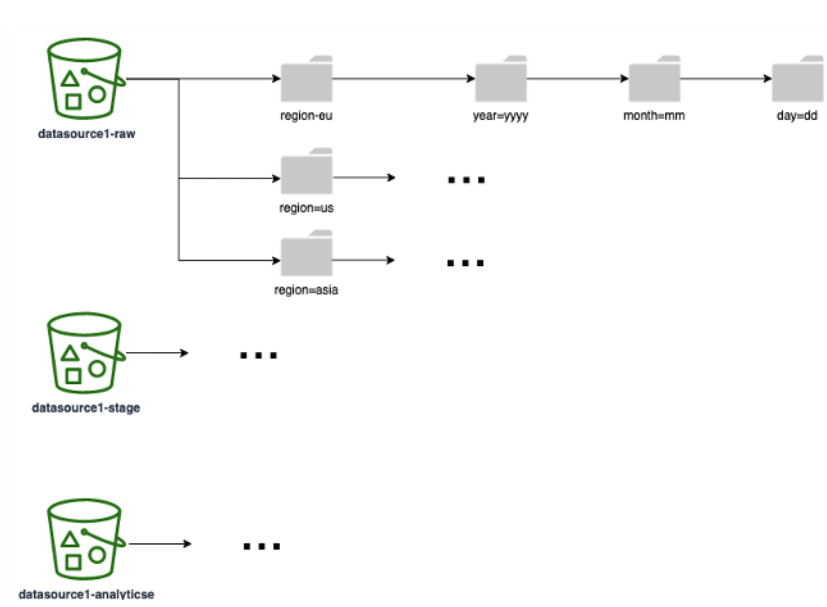 region-eu
year=yyyy
month=mm
day=dd
datasource1-raw
region=us
...
region=asia
...
...
datasource1-stage
...
datasource1-analyticse